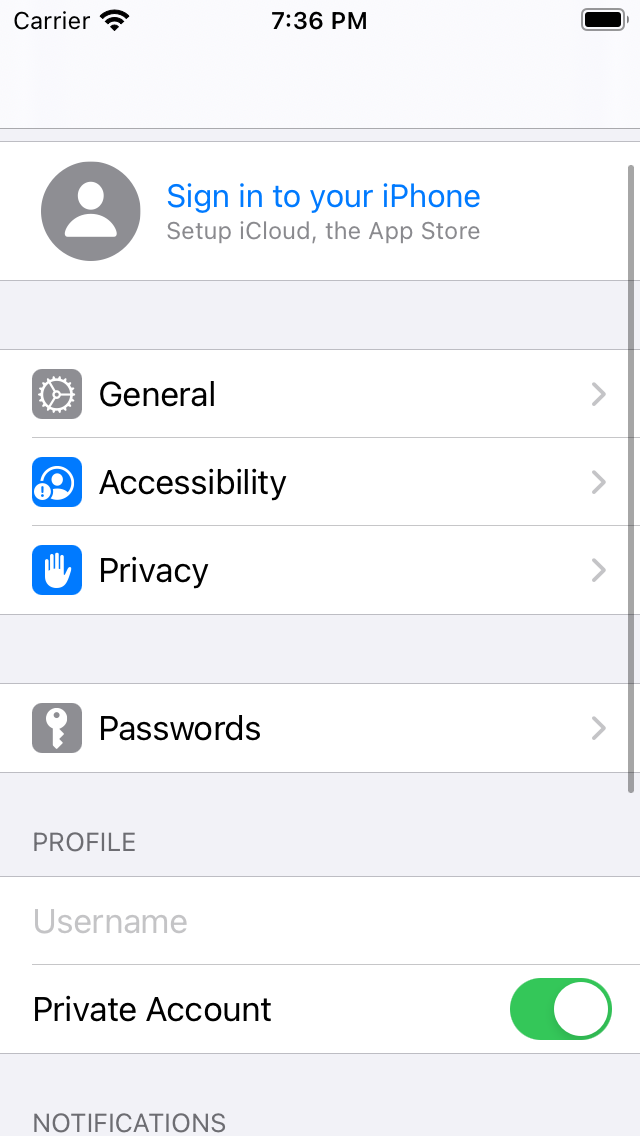 Carrier 7:36 PM
Sign in to your iPhone
Setup iCloud, the App Store
General
Accessibility
Privacy
Passwords
PROFILE
Username
Private Account
NOTIFICATIONS